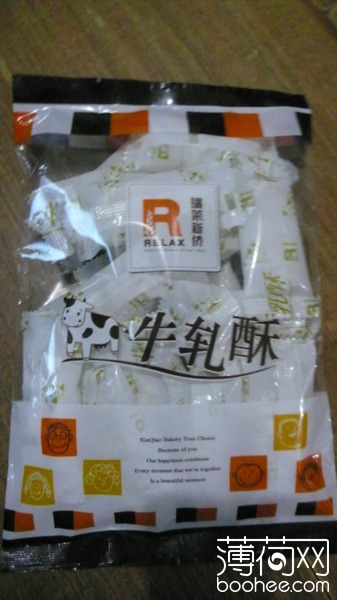 R
RELAX
牛轧酥
XinQiao Bakery Your Choice
Because of you
Our happiness continues
Every moment that we're together
Is a beautiful moment
薄荷网
boohee.com